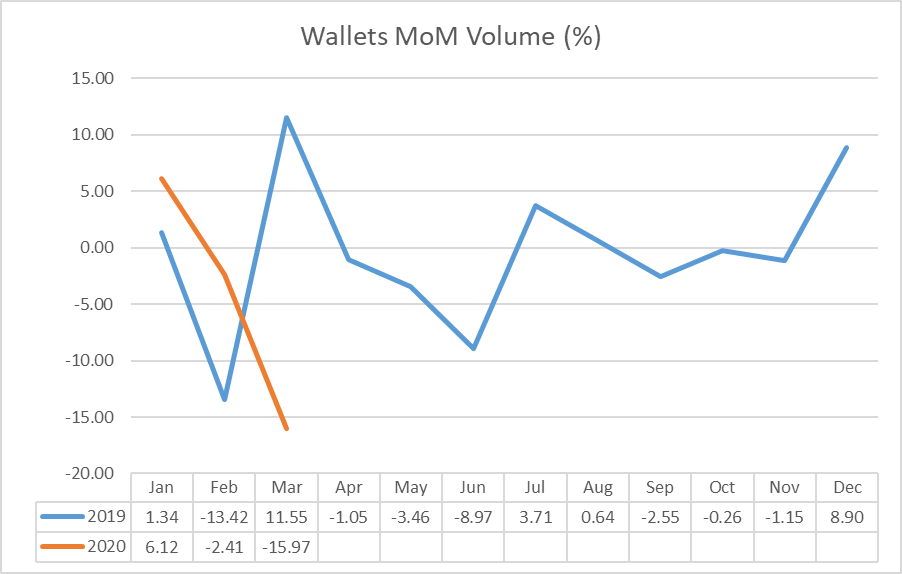 Wallets MoM Volume (%)
15.00
10.00
5.00
0.00
-5.00
-10.00
-15.00
-20.00
Jan Feb Mar Apr May Jun Jul Aug Sep Oct Nov Dec
2019 1.34 -13.42 11.55 -1.05 -3.46 -8.97 3.71 0.64 -2.55 -0.26 -1.15 8.90
2020 6.12 -2.41 -15.97